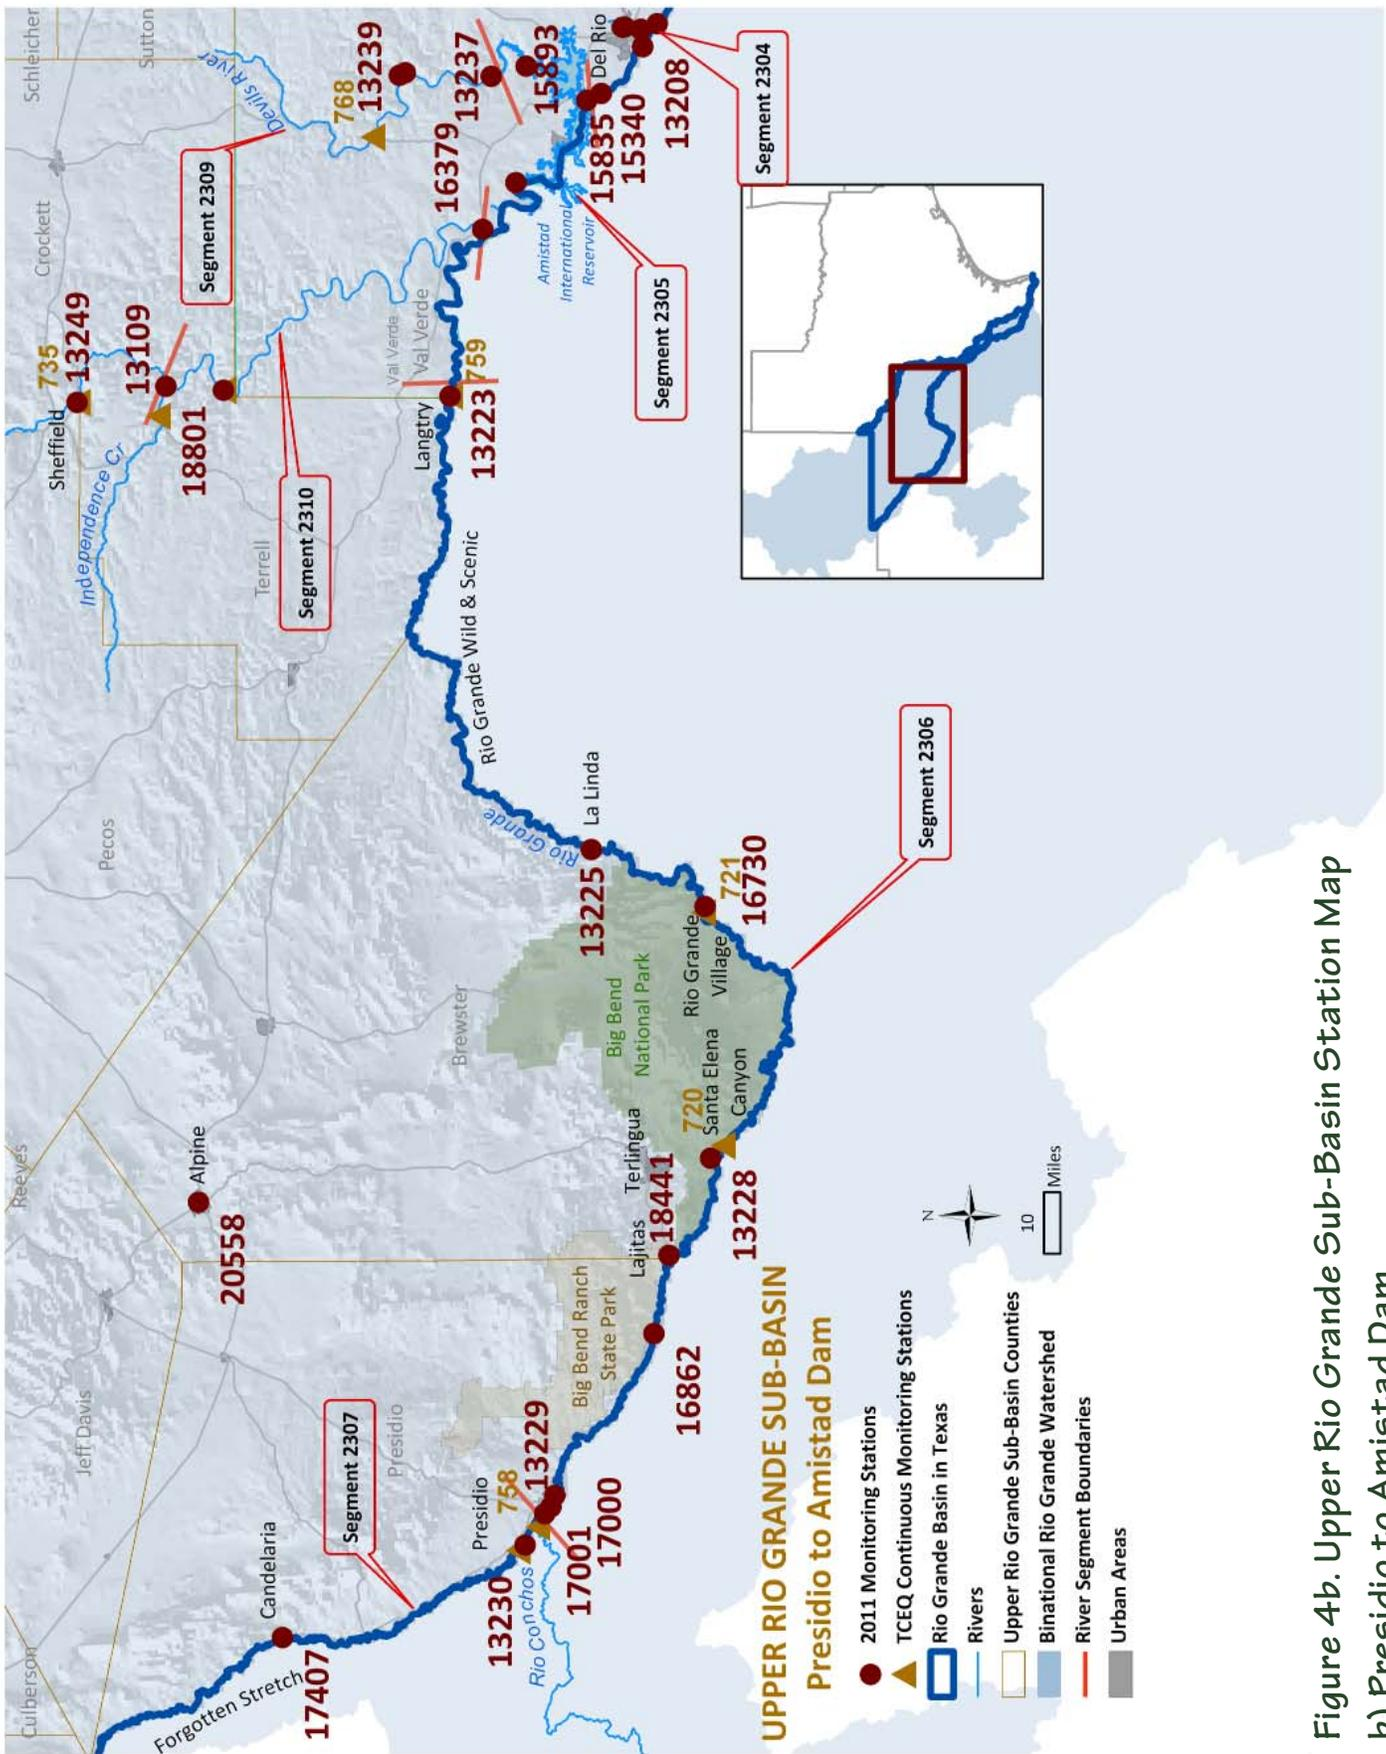 Culberson
Jeff Davis
Reeves
Pecos
Crockett
Schleicher
Sutton
Forgotten Stretch
17407
Candelaria
Segment 2307
Presidio
20558
Alpine
Brewster
Terrell
Independence Cr
Sheffield
735
13249
13109
18801
Segment 2310
Segment 2309
Devils River
768
13239
13237
15893
Del Rio
16379
15835
15340
13208
Segment 2304
Val Verde
Val Verde
Langtry
759
13223
Amistad
International
Reservoir
Segment 2305
Rio Grande Wild & Scenic
Rio Grande
La Linda
13225
Big Bend
National Park
Rio Grande
Village
721
16730
Segment 2306
Santa Elena
Canyon
720
Terlingua
Lajitas
18441
13228
Big Bend Ranch
State Park
16862
Presidio
758
13229
17000
17001
13230
Rio Conchos
UPPER RIO GRANDE SUB-BASIN
Presidio to Amistad Dam
2011 Monitoring Stations
TCEQ Continuous Monitoring Stations
Rio Grande Basin in Texas
Rivers
Upper Rio Grande Sub-Basin Counties
Binational Rio Grande Watershed
River Segment Boundaries
Urban Areas
N
10
Miles
Figure 4b. Upper Rio Grande Sub-Basin Station Map
b) Presidio to Amistad Dam